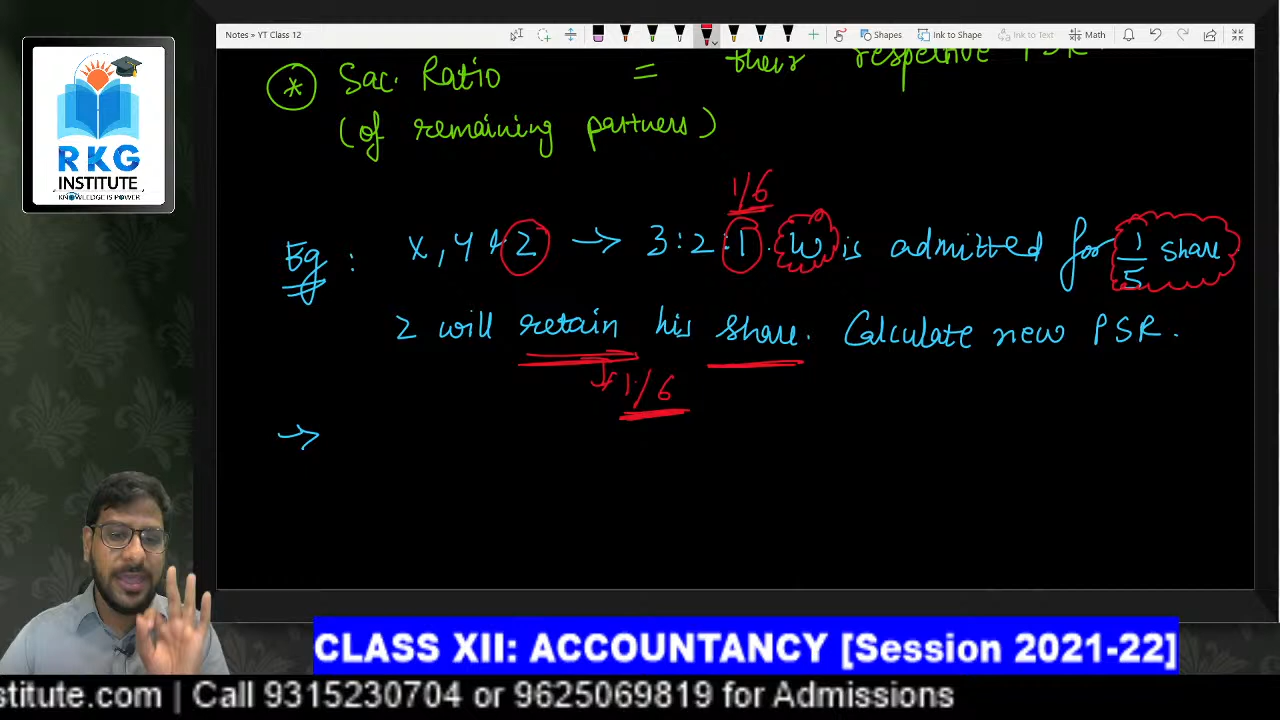 Notes » YT Class 12
Shapes
Ink to Shape
Ink to Text
Math
their respective PSR
* Sac. Ratio =
(of remaining partners)
RKG
INSTITUTE
KNOWLEDGE IS POWER
1/6
Eg : X, Y & Z → 3:2:1. W is admitted for 1/5 share
Z will retain his share. Calculate new PSR.
1/6
→
CLASS XII: ACCOUNTANCY [Session 2021-22]
stitute.com | Call 9315230704 or 9625069819 for Admissions